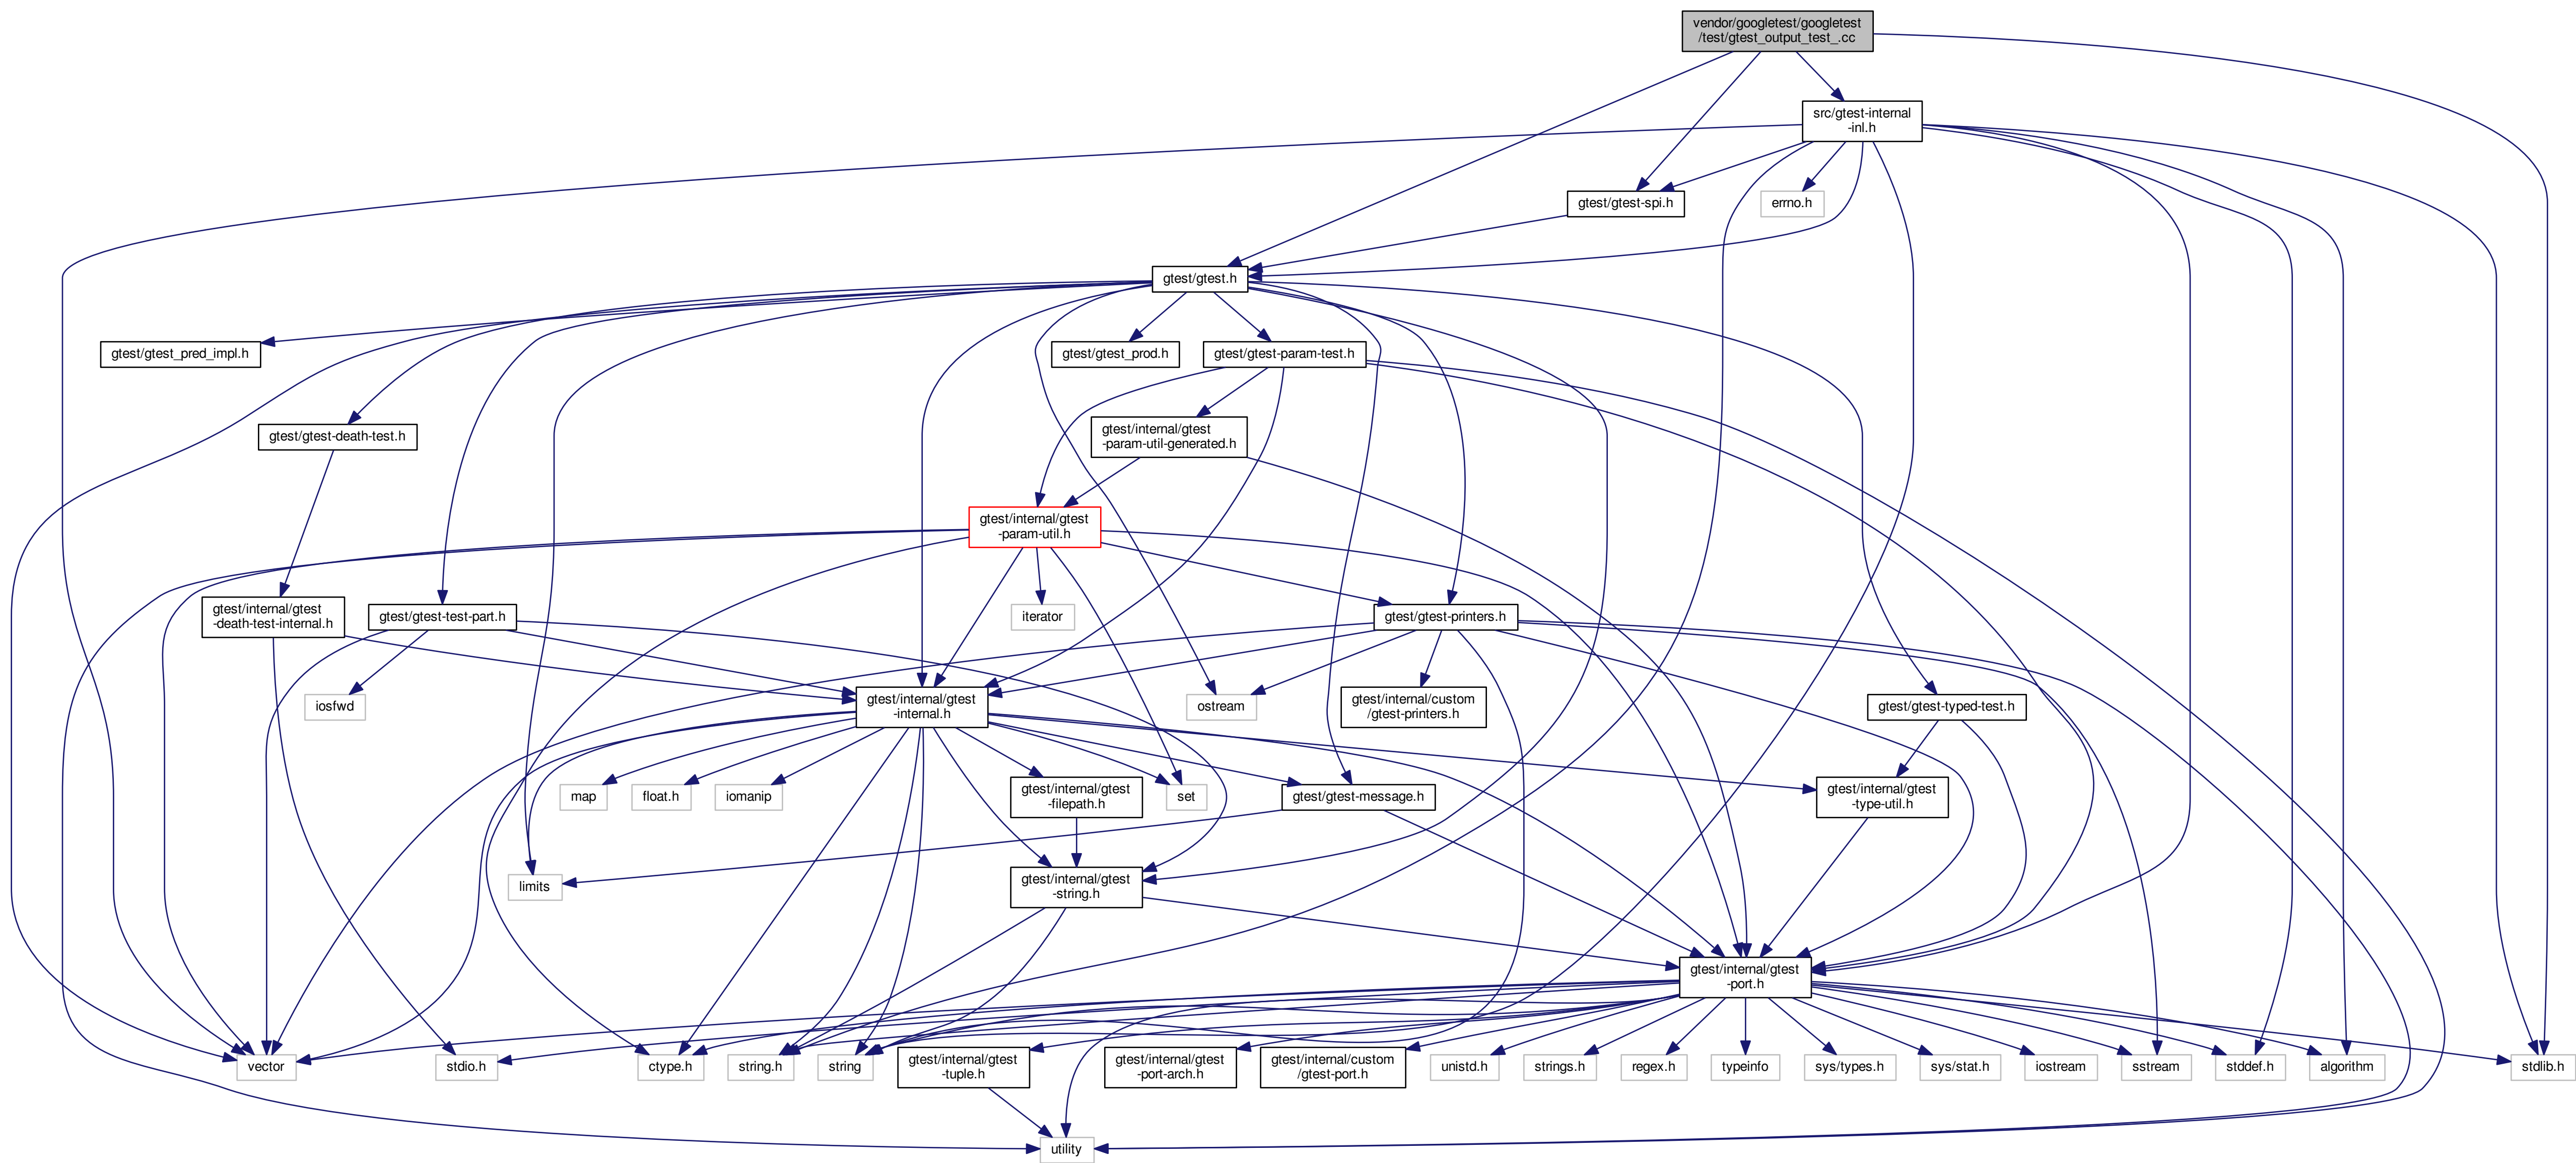 vendor/googletest/googletest
/test/gtest_output_test_.cc
src/gtest-internal
-inl.h
gtest/gtest-spi.h
errno.h
gtest/gtest.h
gtest/gtest_pred_impl.h
gtest/gtest_prod.h
gtest/gtest-param-test.h
gtest/gtest-death-test.h
gtest/internal/gtest
-param-util-generated.h
gtest/internal/gtest
-param-util.h
gtest/internal/gtest
-death-test-internal.h
gtest/gtest-test-part.h
iterator
gtest/gtest-printers.h
iosfwd
gtest/internal/gtest
-internal.h
ostream
gtest/internal/custom
/gtest-printers.h
gtest/gtest-typed-test.h
map
float.h
iomanip
gtest/internal/gtest
-filepath.h
set
gtest/gtest-message.h
gtest/internal/gtest
-type-util.h
limits
gtest/internal/gtest
-string.h
gtest/internal/gtest
-port.h
vector
stdio.h
ctype.h
string.h
string
gtest/internal/gtest
-tuple.h
gtest/internal/gtest
-port-arch.h
gtest/internal/custom
/gtest-port.h
unistd.h
strings.h
regex.h
typeinfo
sys/types.h
sys/stat.h
iostream
sstream
stddef.h
algorithm
stdlib.h
utility